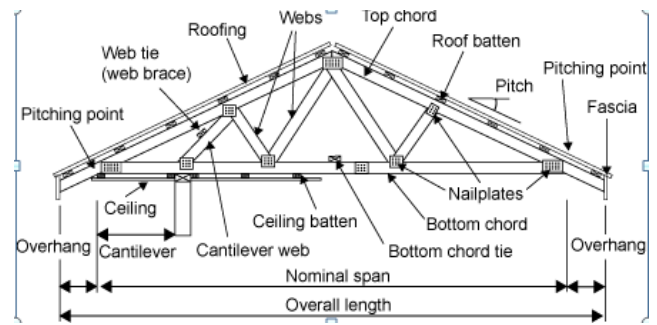 Webs
Top chord
Roofing
Web tie
(web brace)
Roof batten
Pitching point
Pitch
Pitching point
Fascia
Nailplates
Ceiling
Ceiling batten
Bottom chord
Overhang
Cantilever
Cantilever web
Bottom chord tie
Overhang
Nominal span
Overall length